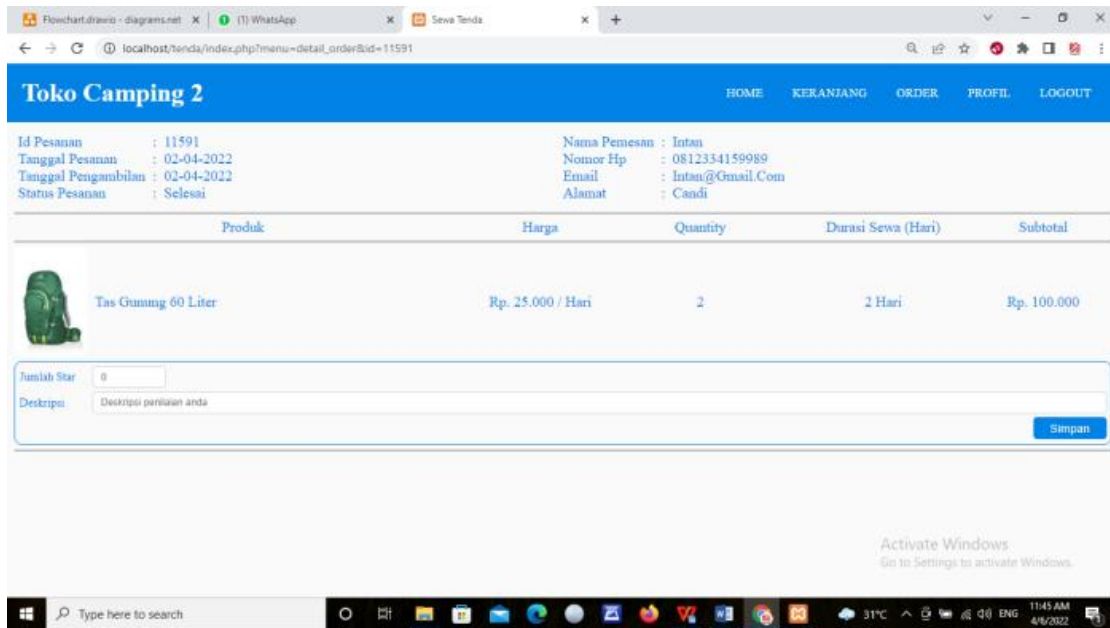 Flowchart.drawio - diagrams.net
(1) WhatsApp
Sewa Tenda
localhost/tenda/index.php?menu=detail_order&id=11591
Toko Camping 2
HOME KERANJANG ORDER PROFIL LOGOUT
Id Pesanan : 11591
Tanggal Pesanan : 02-04-2022
Tanggal Pengambilan : 02-04-2022
Status Pesanan : Selesai
Nama Pemesan : Intan
Nomor Hp : 0812334159989
Email : Intan@Gmail.Com
Alamat : Candi
Produk Harga Quantity Durasi Sewa (Hari) Subtotal
Tas Gunung 60 Liter Rp. 25.000 / Hari 2 2 Hari Rp. 100.000
Jumlah Star 0
Deskripsi Deskripsi penilaian anda
Simpan
Activate Windows
Go to Settings to activate Windows.
Type here to search
31°C ENG 11:45 AM
4/6/2022